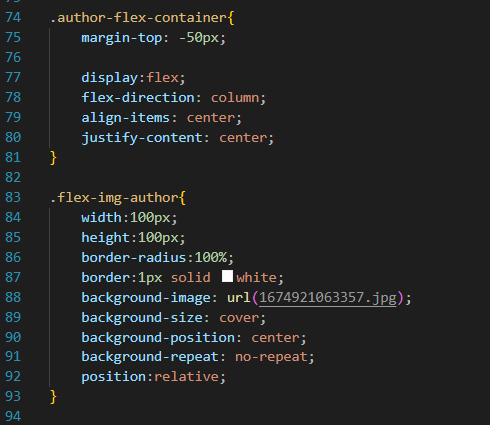 74 .author-flex-container{
75 margin-top: -50px;
76
77 display:flex;
78 flex-direction: column;
79 align-items: center;
80 justify-content: center;
81 }
82
83 .flex-img-author{
84 width:100px;
85 height:100px;
86 border-radius:100%;
87 border:1px solid white;
88 background-image: url(1674921063357.jpg);
89 background-size: cover;
90 background-position: center;
91 background-repeat: no-repeat;
92 position:relative;
93 }
94